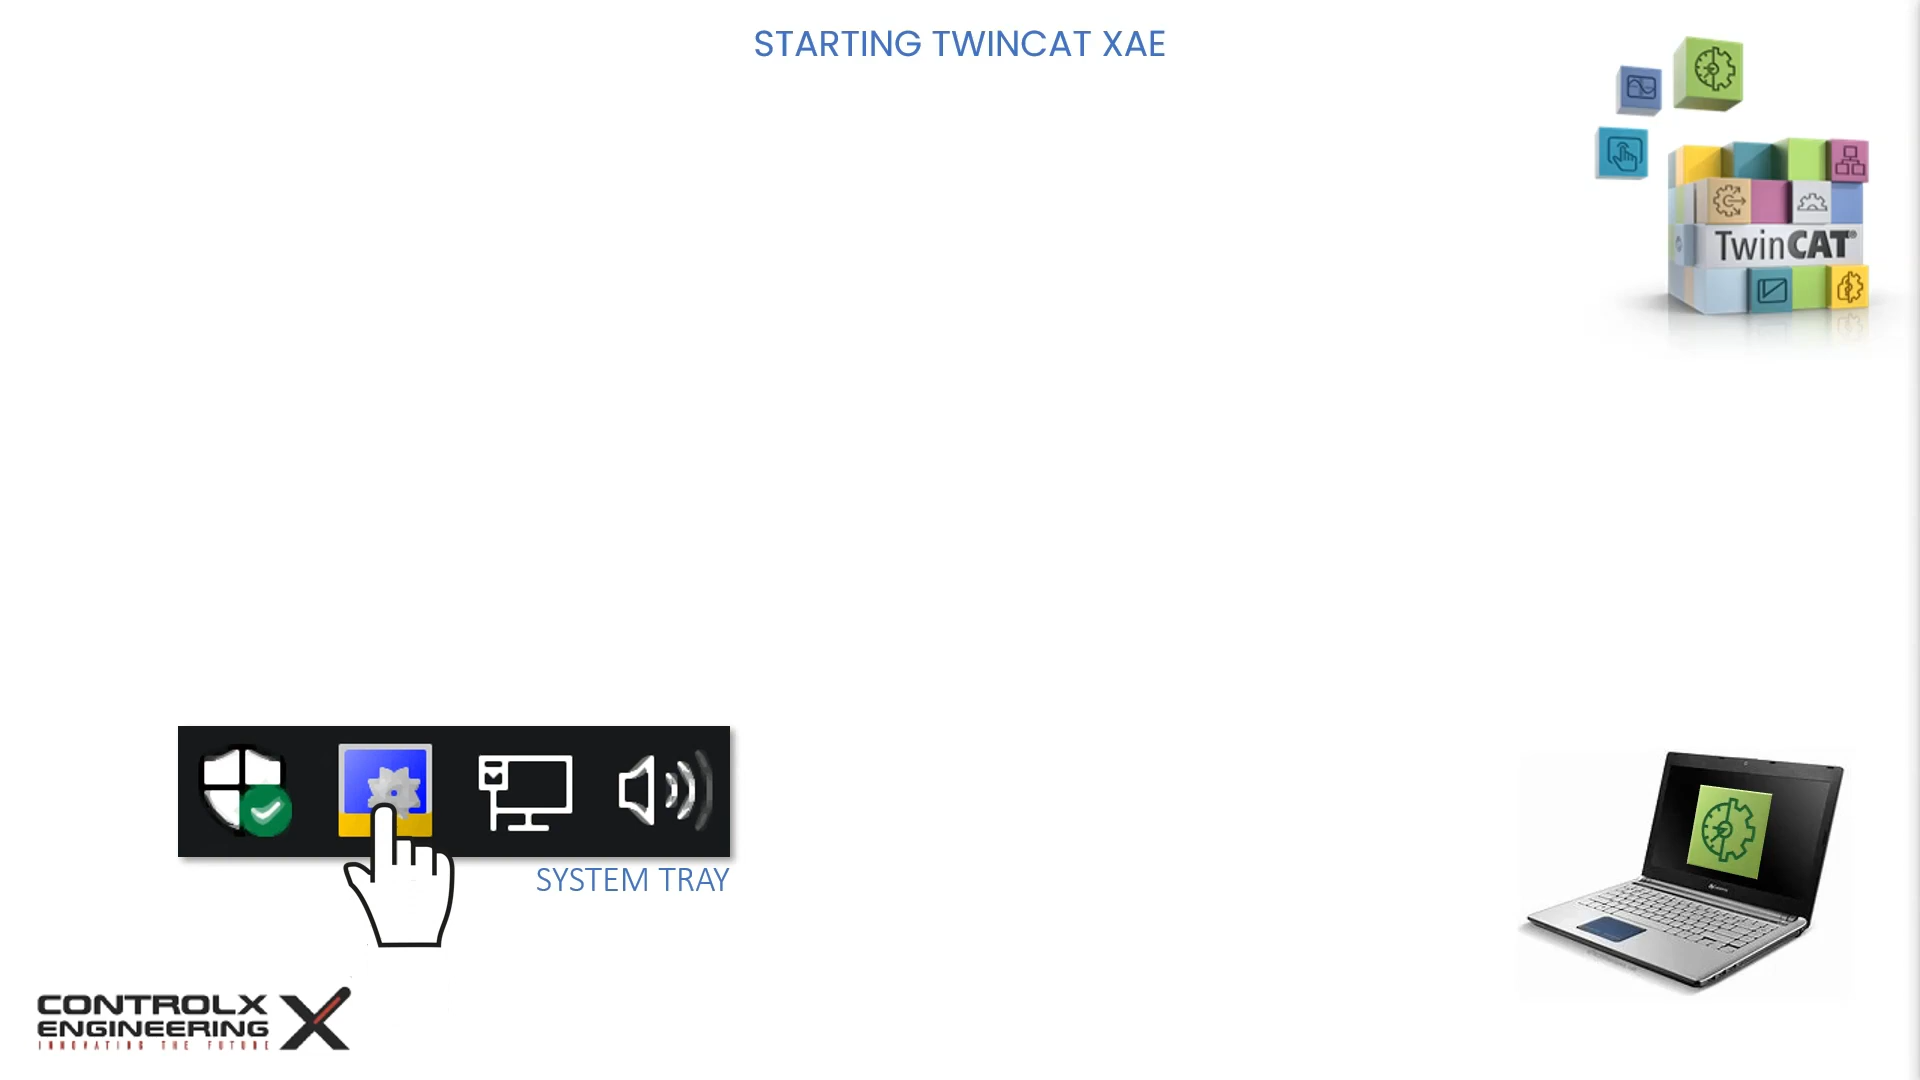 STARTING TWINCAT XAE
TwinCAT®
SYSTEM TRAY
CONTROLX
ENGINEERING
INNOVATING THE FUTURE